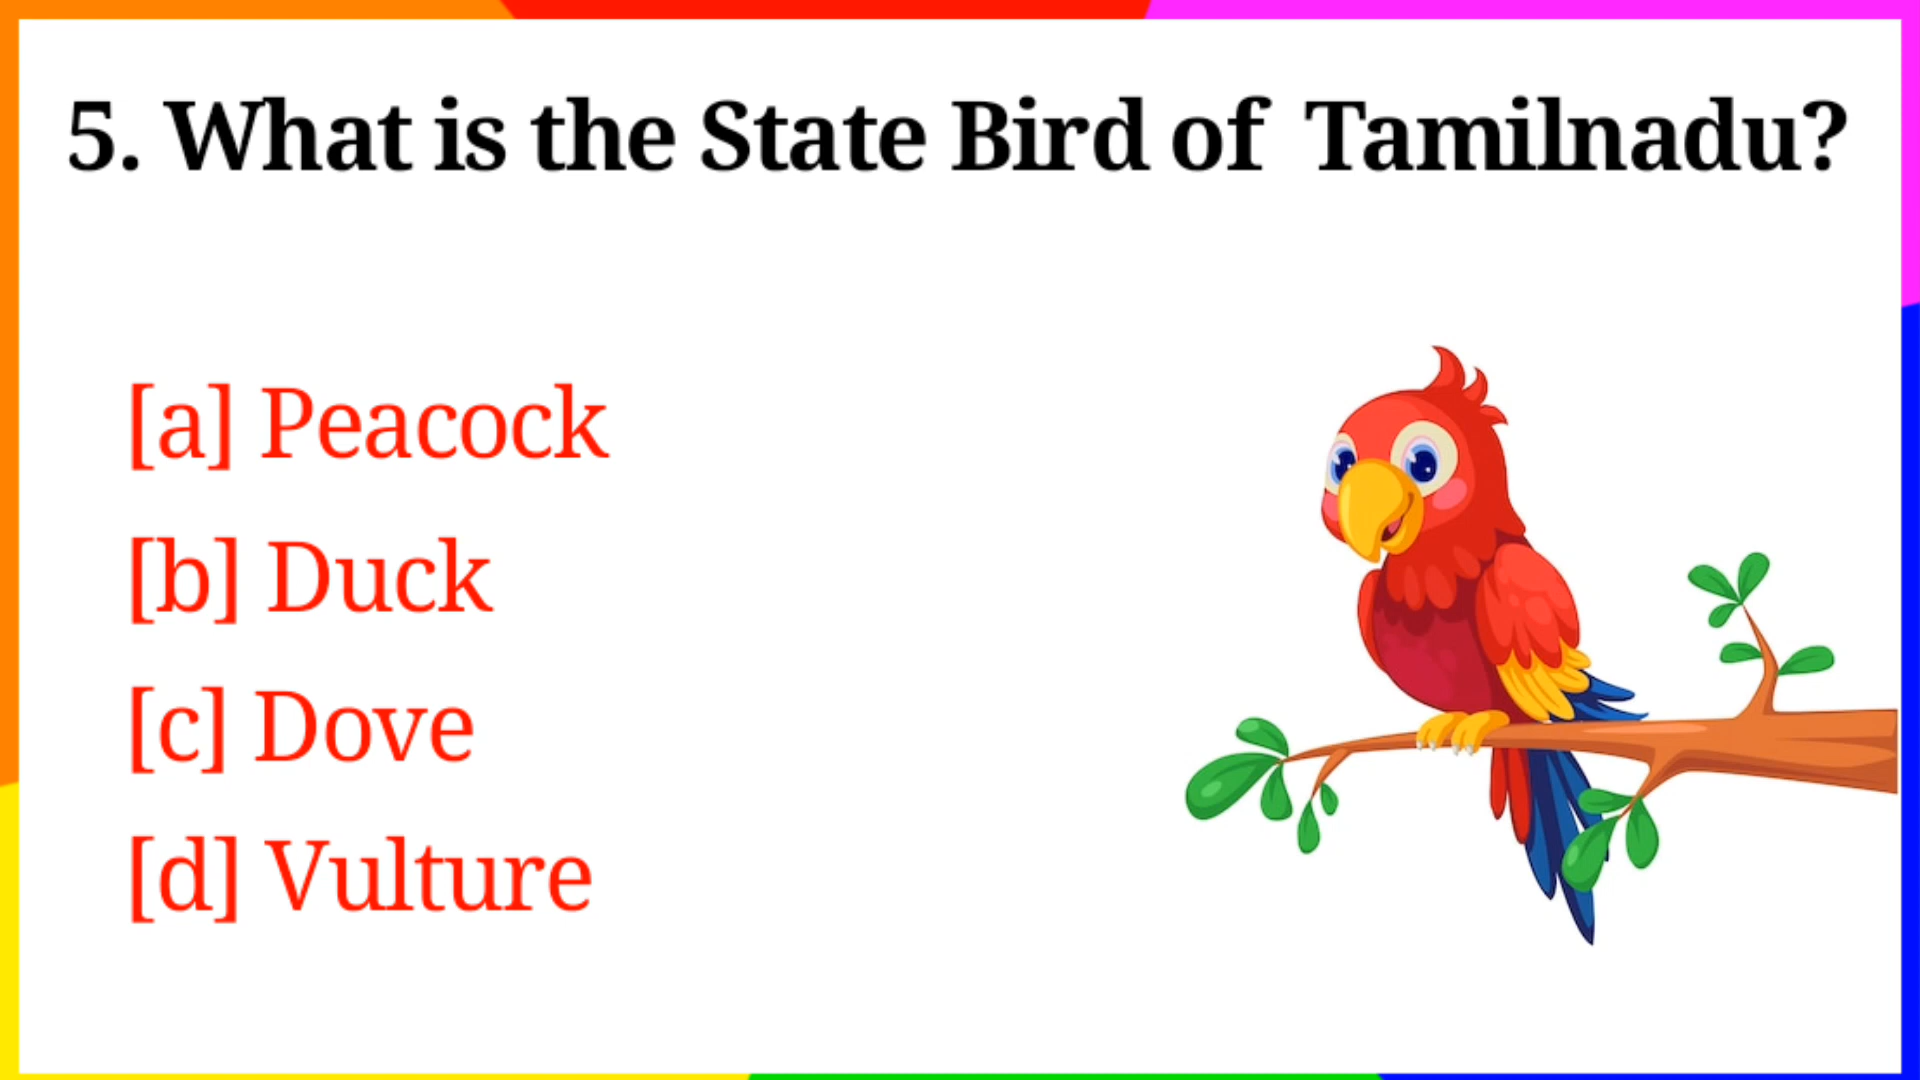 5. What is the State Bird of Tamilnadu?
[a] Peacock
[b] Duck
[c] Dove
[d] Vulture